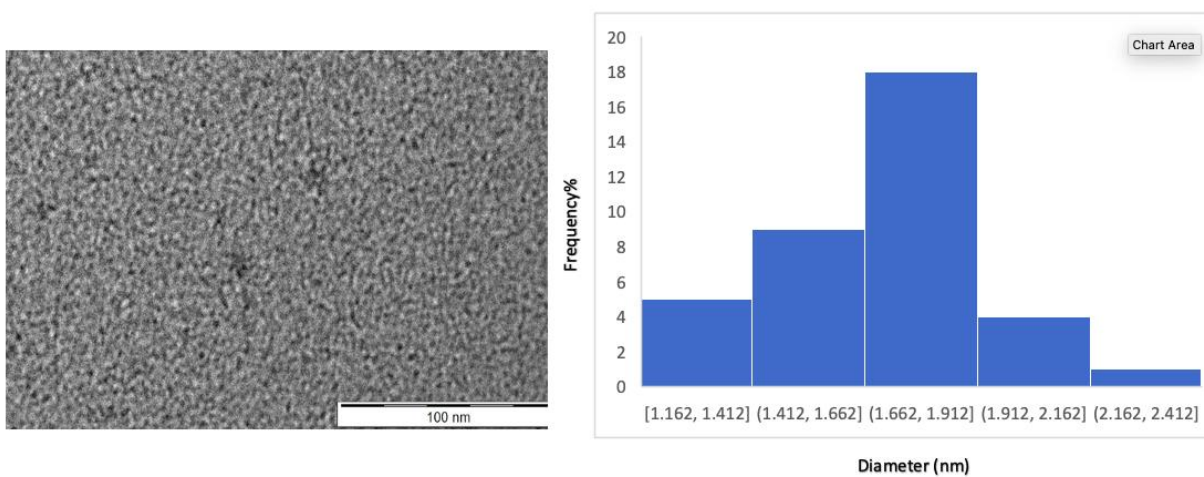 100 nm
Frequency%
20
18
16
14
12
10
8
6
4
2
0
Chart Area
[1.162, 1.412] (1.412, 1.662] (1.662, 1.912] (1.912, 2.162] (2.162, 2.412]
Diameter (nm)